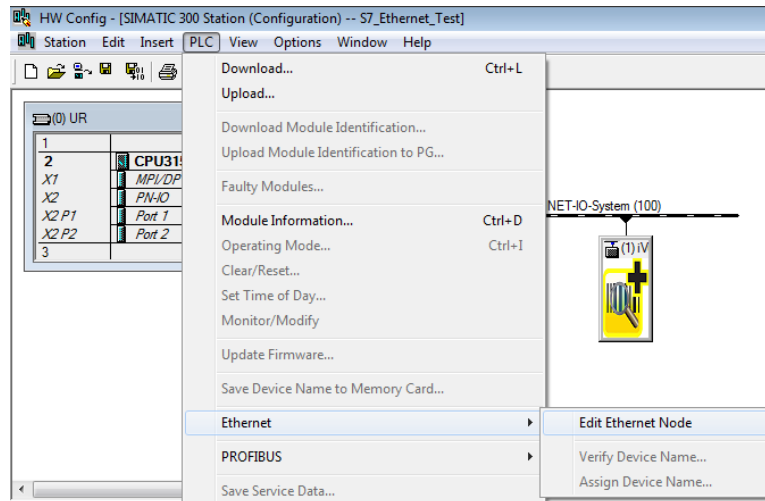 HW Config - [SIMATIC 300 Station (Configuration) -- S7_Ethernet_Test]
Station Edit Insert PLC View Options Window Help
Download... Ctrl+L
Upload...
Download Module Identification...
Upload Module Identification to PG...
Faulty Modules...
Module Information... Ctrl+D
Operating Mode... Ctrl+I
Clear/Reset...
Set Time of Day...
Monitor/Modify
Update Firmware...
Save Device Name to Memory Card...
Ethernet
PROFIBUS
Save Service Data...
Edit Ethernet Node
Verify Device Name...
Assign Device Name...
(0) UR
1
2 CPU31
X1 MPI/DP
X2 PN-IO
X2 P1 Port 1
X2 P2 Port 2
3
NET-IO-System (100)
(1) iV